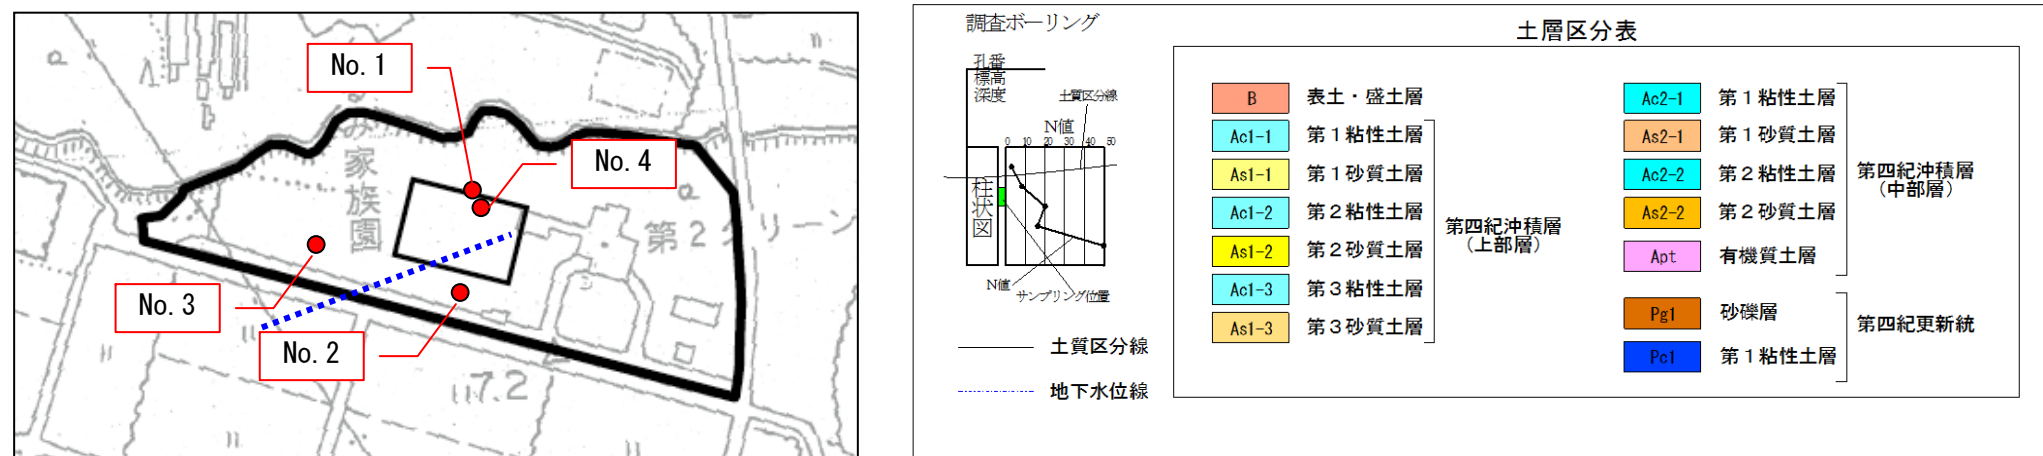 No. 1
No. 4
No. 3
No. 2
み
家
族
園
第2クリーン
7.2
調査ボーリング
孔番
標高
深度
土質区分線
N値
0 10 20 30 40 50
柱状図
N値
サンプリング位置
土質区分線
地下水位線
土層区分表
B 表土・盛土層
Ac1-1 第1粘性土層
As1-1 第1砂質土層
Ac1-2 第2粘性土層
As1-2 第2砂質土層
Ac1-3 第3粘性土層
As1-3 第3砂質土層
第四紀沖積層
(上部層)
Ac2-1 第1粘性土層
As2-1 第1砂質土層
Ac2-2 第2粘性土層
As2-2 第2砂質土層
Apt 有機質土層
第四紀沖積層
(中部層)
Pg1 砂礫層
Pc1 第1粘性土層
第四紀更新統